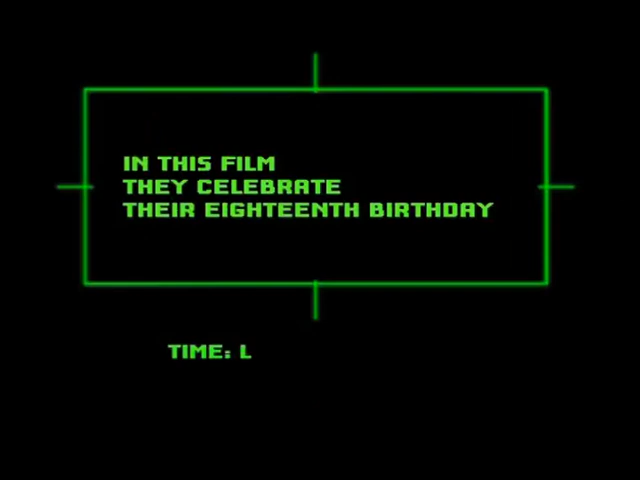 IN THIS FILM
THEY CELEBRATE
THEIR EIGHTEENTH BIRTHDAY
TIME: L